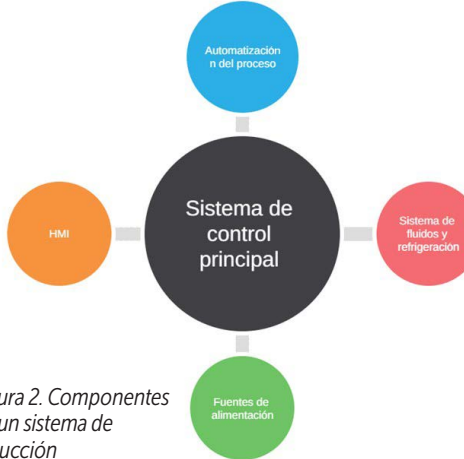 Automatización
n del proceso
Sistema de
control
principal
HMI
Sistema de
fluidos y
refrigeración
Fuentes de
alimentación
ura 2. Componentes
un sistema de
ucción